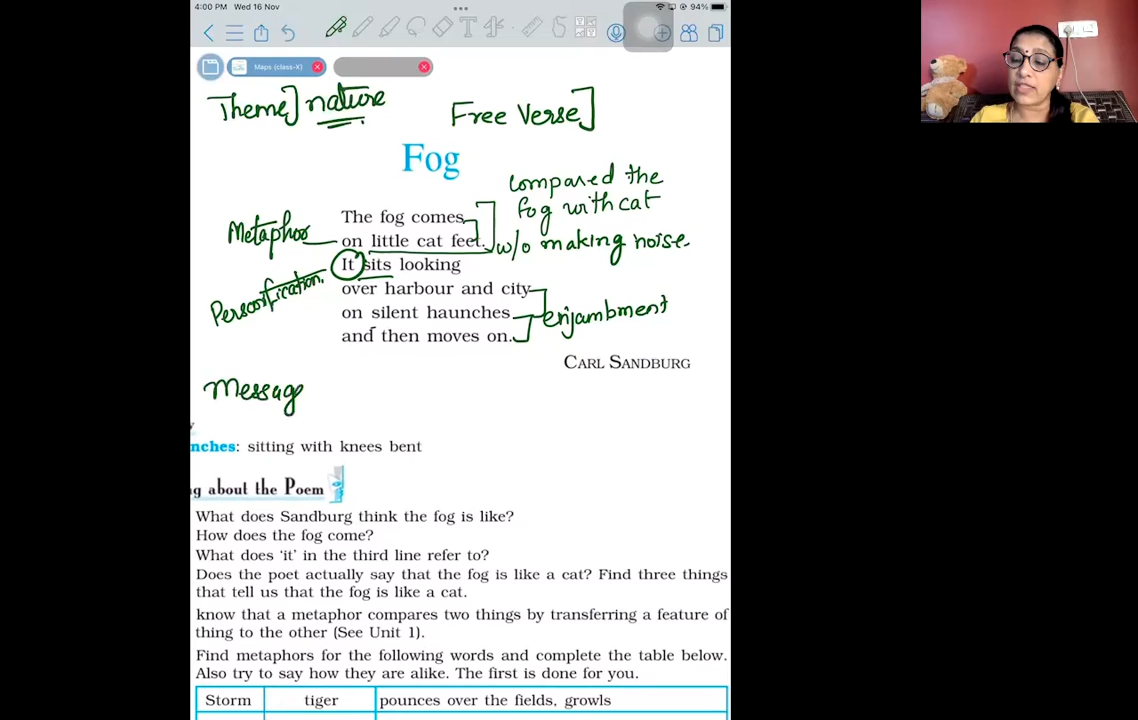 4:00 PM Wed 16 Nov
94%
Maps (class-X)
Theme] nature
Free Verse]
Fog
compared the
fog with cat
w/o making noise
The fog comes
Metaphor
on little cat feet.
It sits looking
Personification.
over harbour and city
on silent haunches
enjambment
and then moves on.
CARL SANDBURG
Message
nches: sitting with knees bent
g about the Poem
What does Sandburg think the fog is like?
How does the fog come?
What does ‘it’ in the third line refer to?
Does the poet actually say that the fog is like a cat? Find three things
that tell us that the fog is like a cat.
know that a metaphor compares two things by transferring a feature of
thing to the other (See Unit 1).
Find metaphors for the following words and complete the table below.
Also try to say how they are alike. The first is done for you.
Storm tiger pounces over the fields, growls